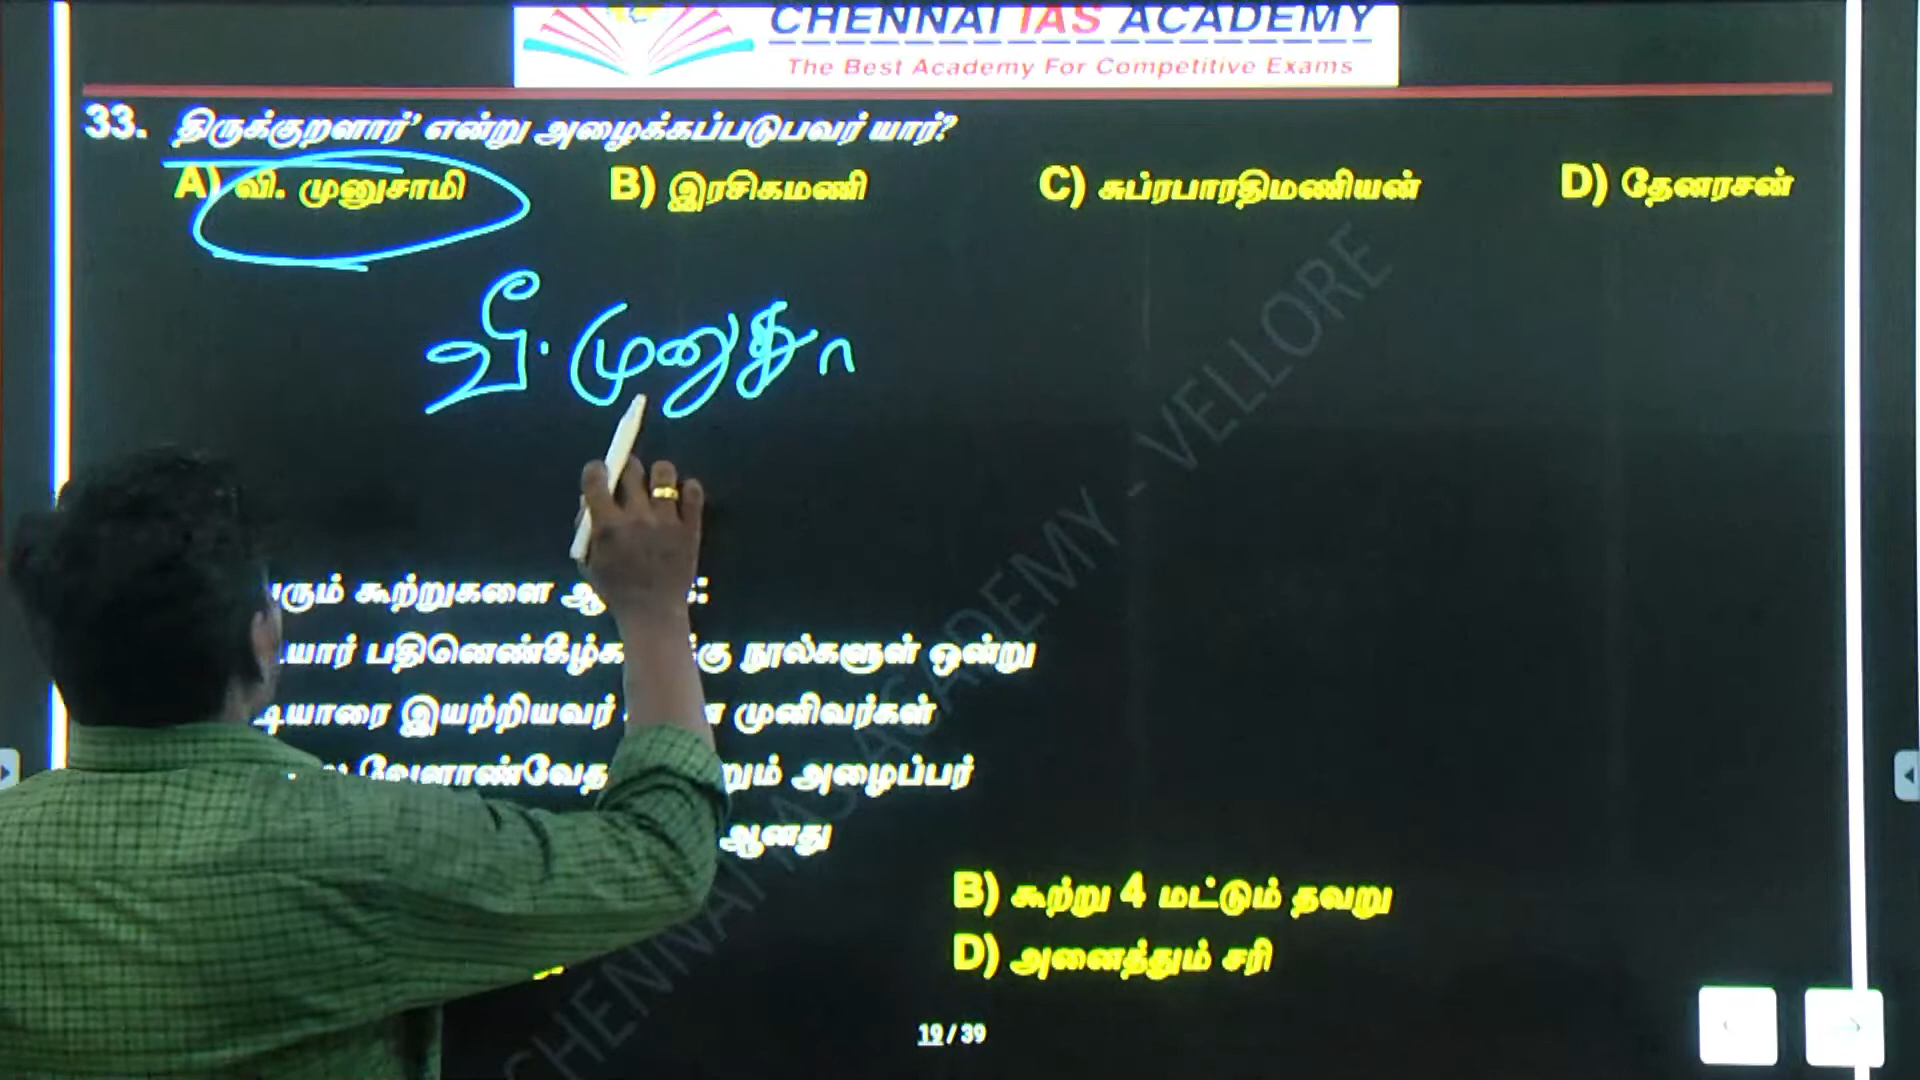 CHENNAI IAS ACADEMY
The Best Academy For Competitive Exams
33. திருக்குறளார்' என்று அழைக்கப்படுபவர் யார்?
A) வி. முனுசாமி B) இரசிகமணி C) சுப்ரபாரதிமணியன் D) தேனரசன்
வீ. முனுசா
கூற்றுகளை
நூல்களுள் ஒன்று
இயற்றியவர் முனிவர்கள்
அழைப்பர்
ஆனது
B) கூற்று 4 மட்டும் தவறு
D) அனைத்தும் சரி
19 / 39
CHENNAI IAS ACADEMY - VELLORE